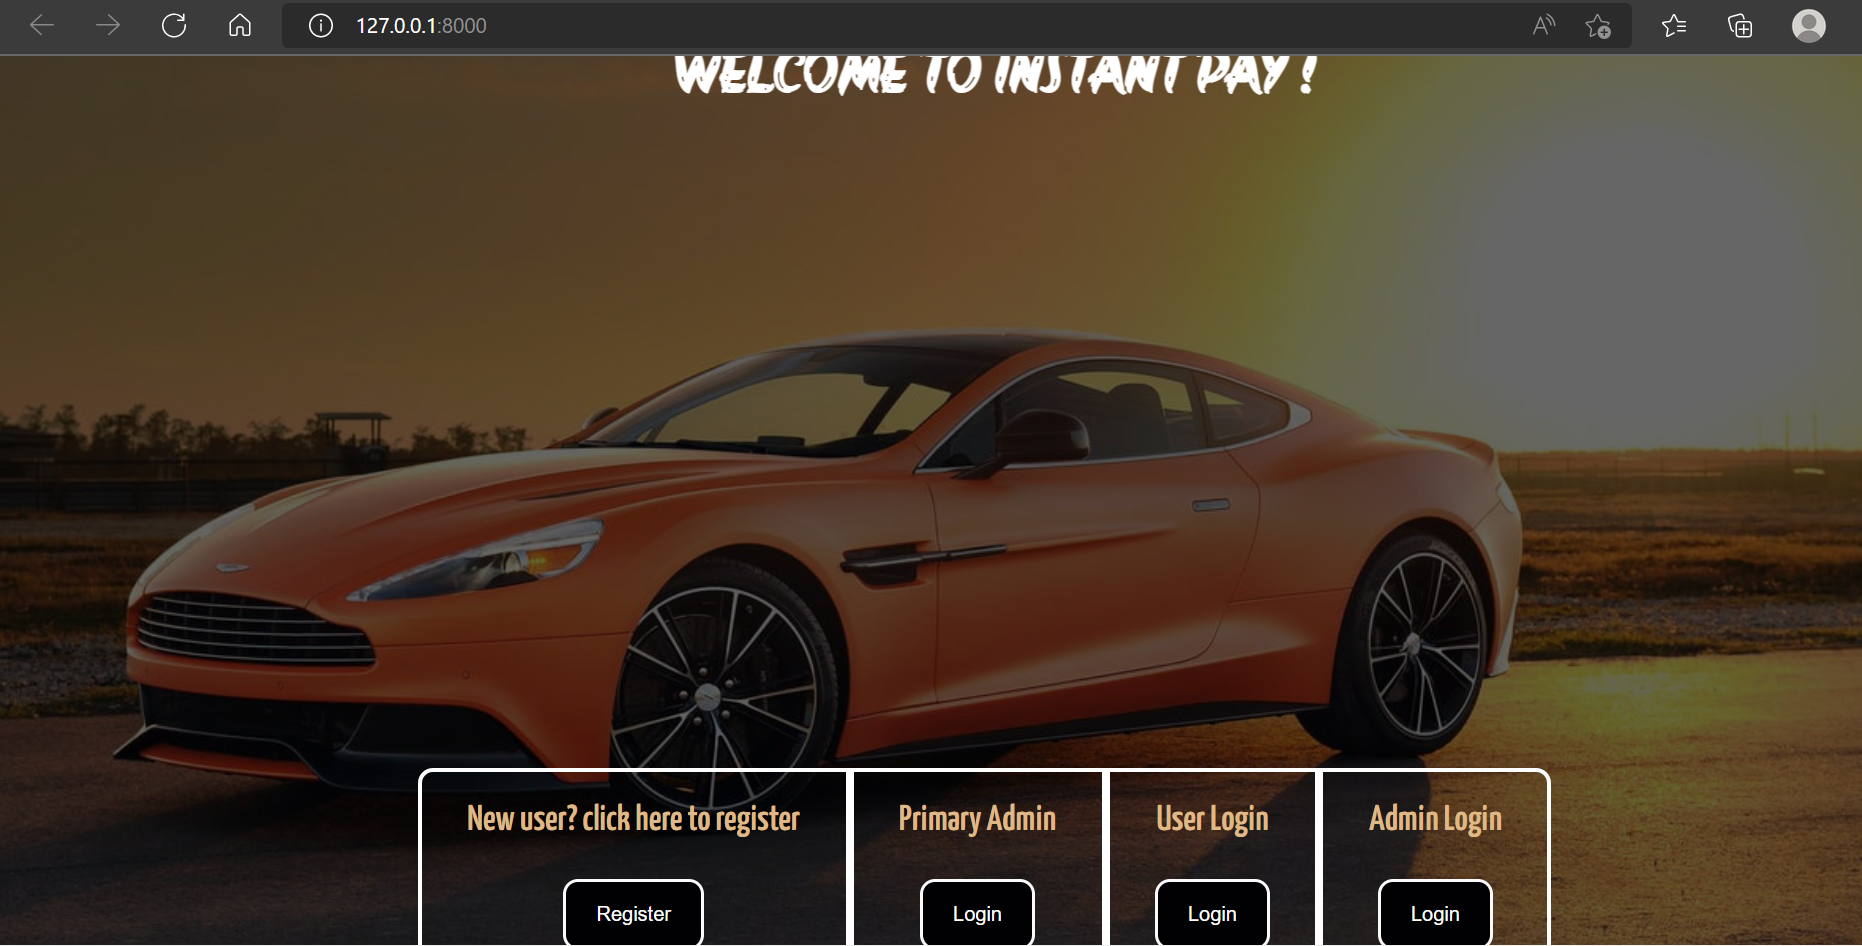 127.0.0.1:8000
WELCOME TO INSTANT PAY !
New user? click here to register
Primary Admin
User Login
Admin Login
Register
Login
Login
Login